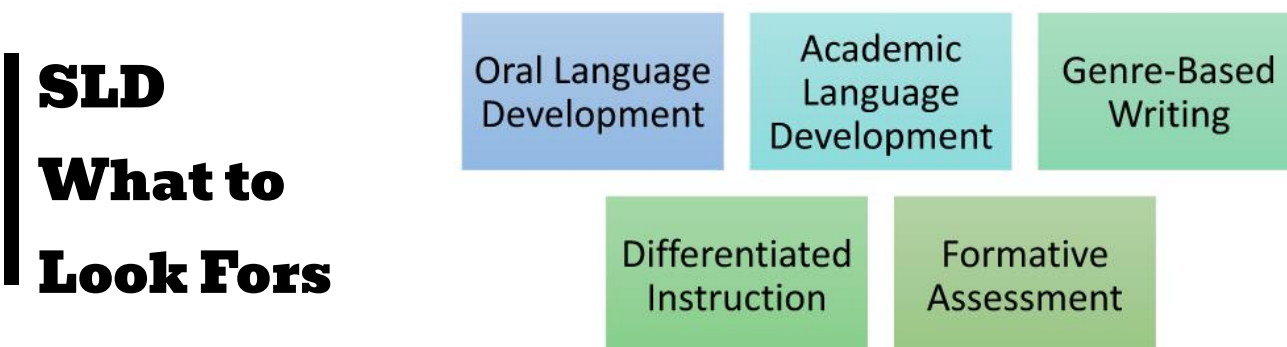 SLD
What to
Look Fors
Oral Language
Development
Academic
Language
Development
Genre-Based
Writing
Differentiated
Instruction
Formative
Assessment